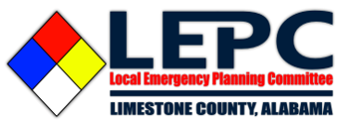 LEPC
Local Emergency Planning Committee
LIMESTONE COUNTY, ALABAMA